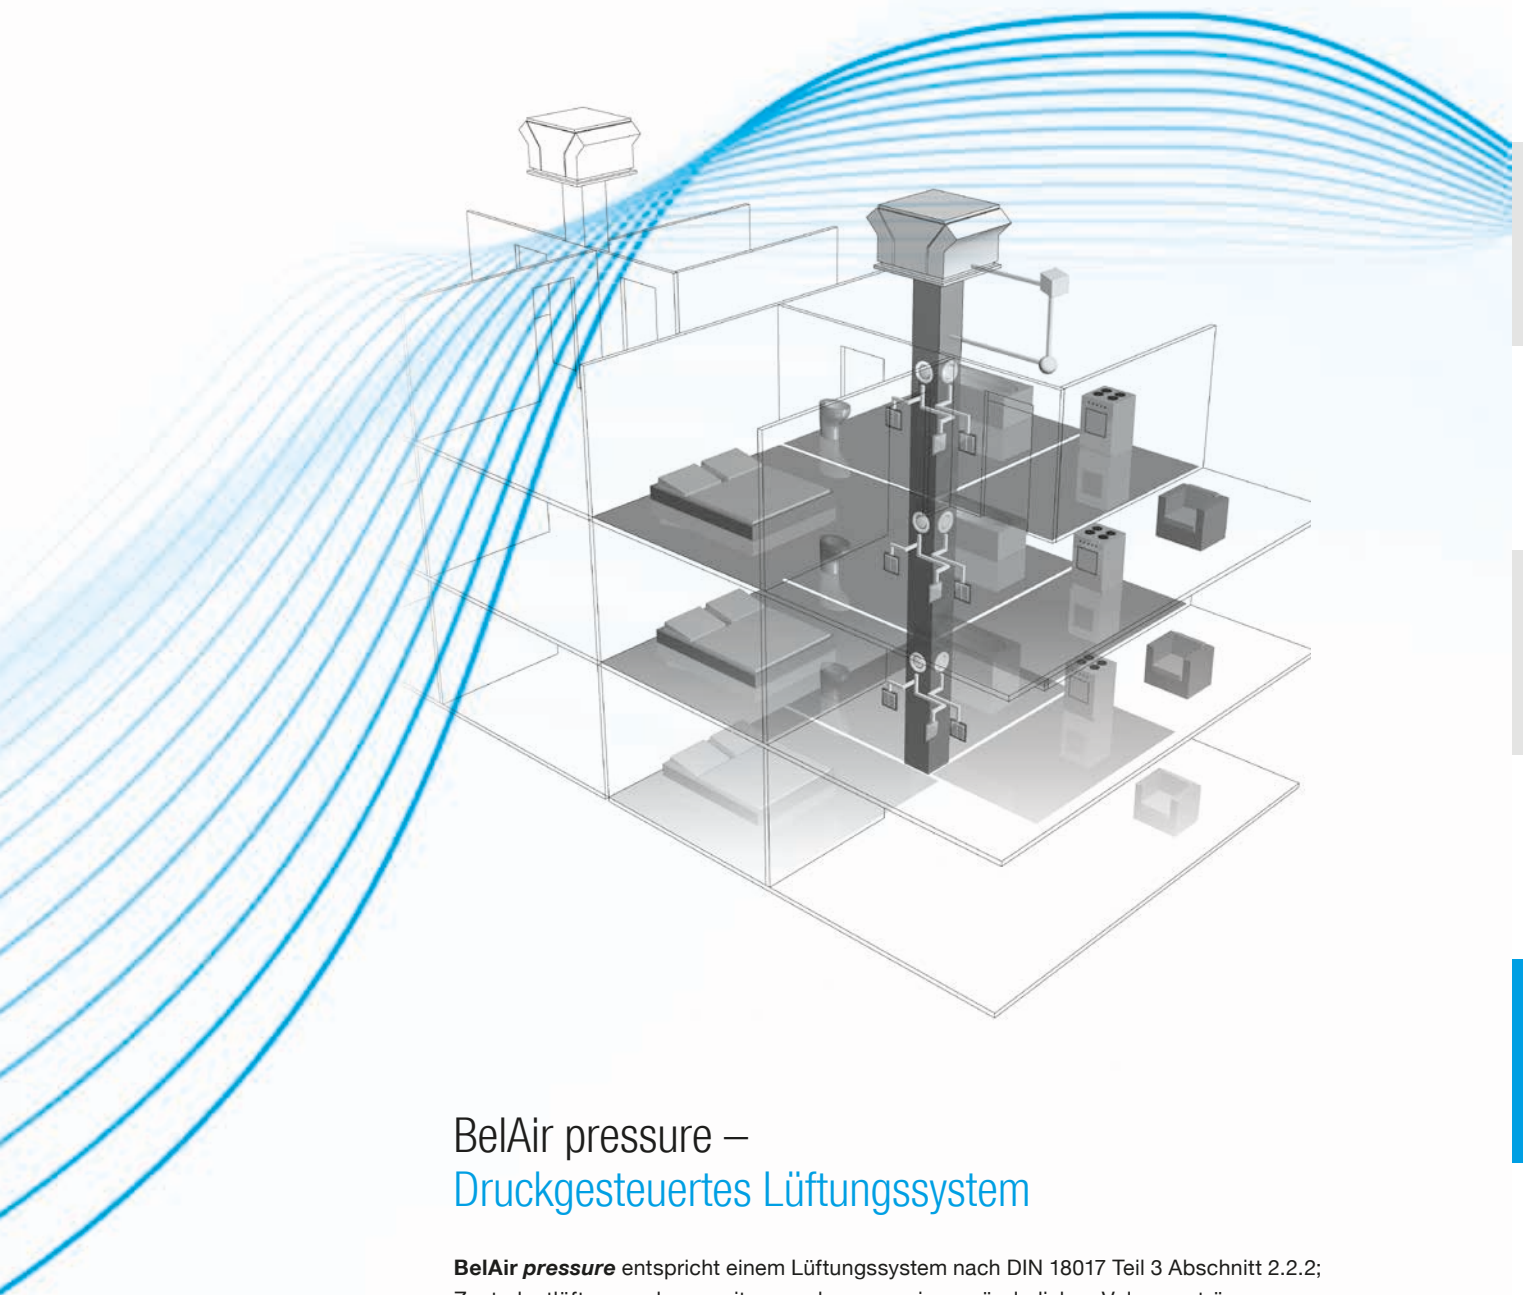 BelAir pressure –
Druckgesteuertes Lüftungssystem
BelAir pressure entspricht einem Lüftungssystem nach DIN 18017 Teil 3 Abschnitt 2.2.2;